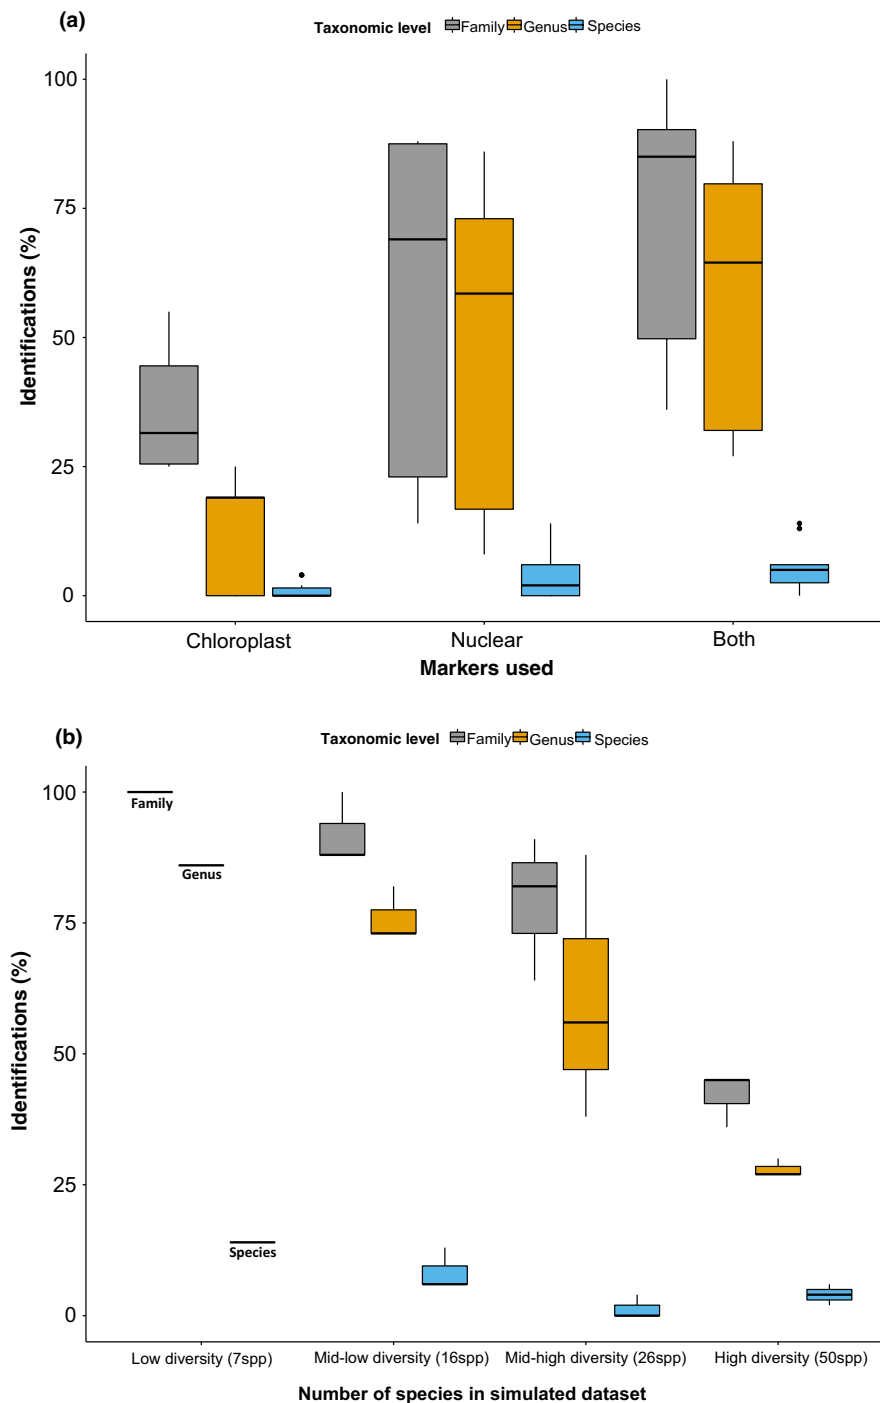 (a)
Taxonomic level Family Genus Species
100
75
50
25
0
Identifications (%)
Chloroplast Nuclear Both
Markers used
(b)
Taxonomic level Family Genus Species
100
75
50
25
0
Identifications (%)
Family
Genus
Species
Low diversity (7spp) Mid-low diversity (16spp) Mid-high diversity (26spp) High diversity (50spp)
Number of species in simulated dataset